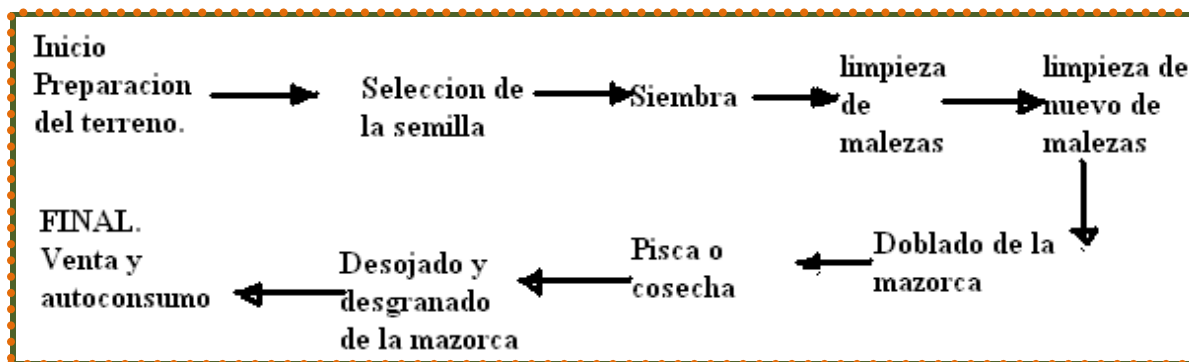 Inicio
Preparacion
del terreno.
Seleccion de
la semilla
Siembra
limpieza
de
malezas
limpieza de
nuevo de
malezas
Doblado de la
mazorca
Pisca o
cosecha
Desojado y
desgranado
de la mazorca
FINAL.
Venta y
autoconsumo